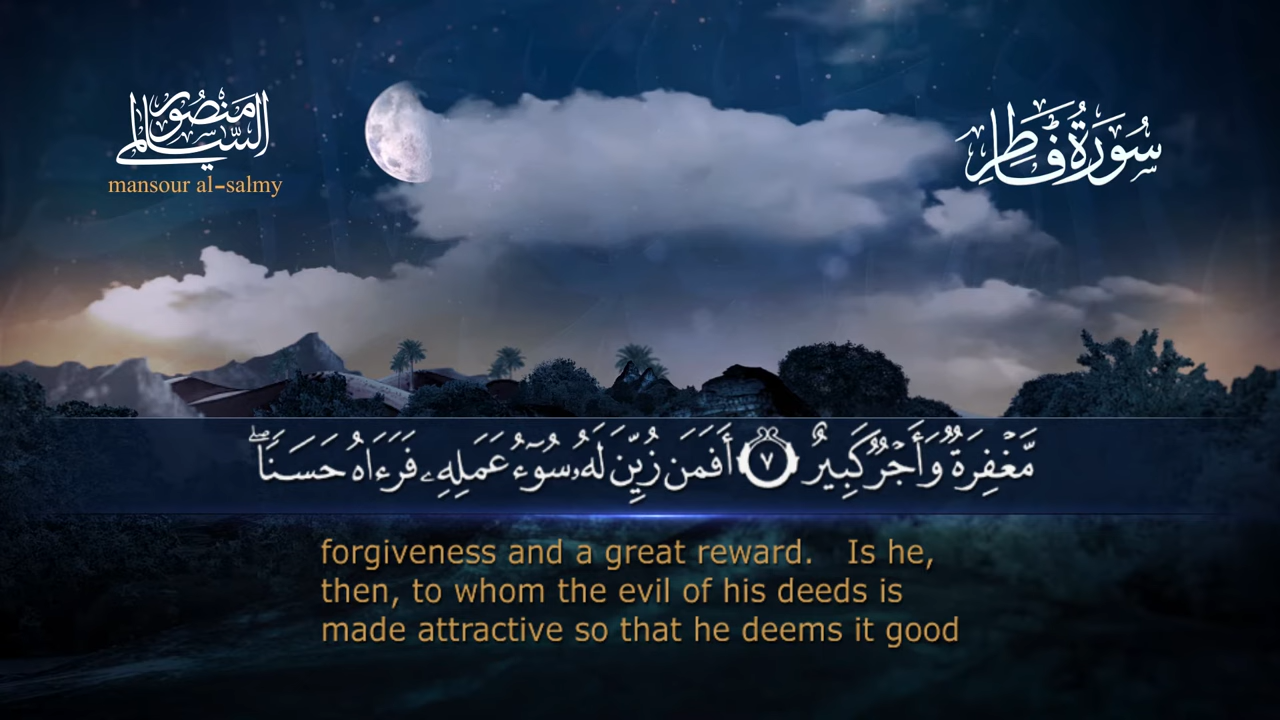 منصور السالمي
mansour al-salmy
سُورَةُ فَاطِرٍ
مَّغْفِرَةٌ وَأَجْرٌ كَبِيرٌ ٧ أَفَمَن زُيِّنَ لَهُۥ سُوٓءُ عَمَلِهِۦ فَرَءَاهُ حَسَنًاۖ
forgiveness and a great reward. Is he,
then, to whom the evil of his deeds is
made attractive so that he deems it good